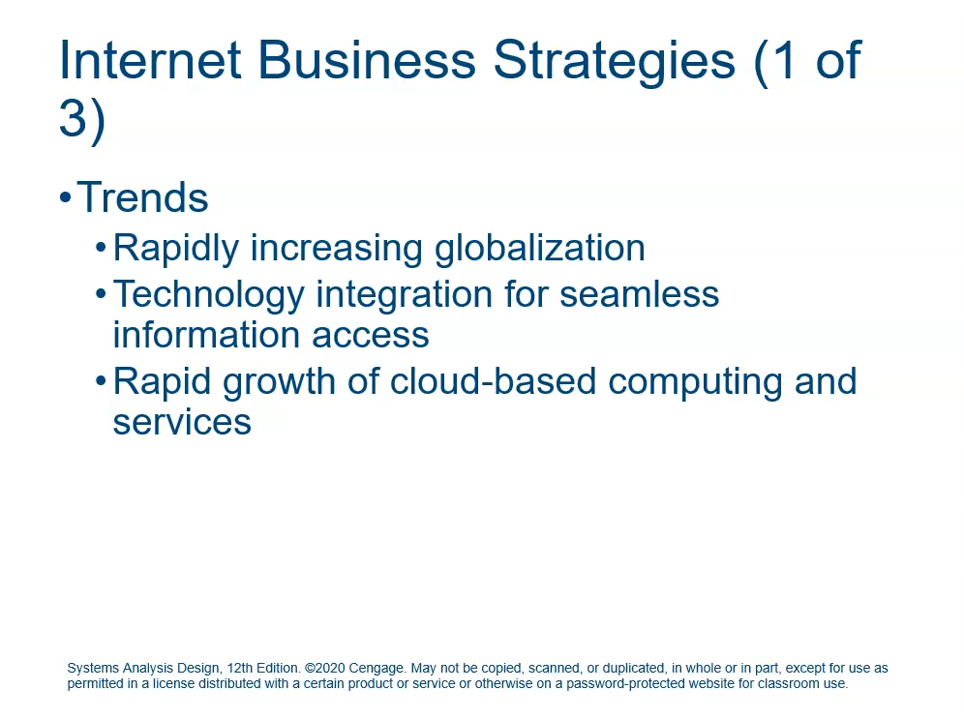 Internet Business Strategies (1 of
3)
•Trends
•Rapidly increasing globalization
•Technology integration for seamless
information access
•Rapid growth of cloud-based computing and
services
Systems Analysis Design, 12th Edition. ©2020 Cengage. May not be copied, scanned, or duplicated, in whole or in part, except for use as
permitted in a license distributed with a certain product or service or otherwise on a password-protected website for classroom use.